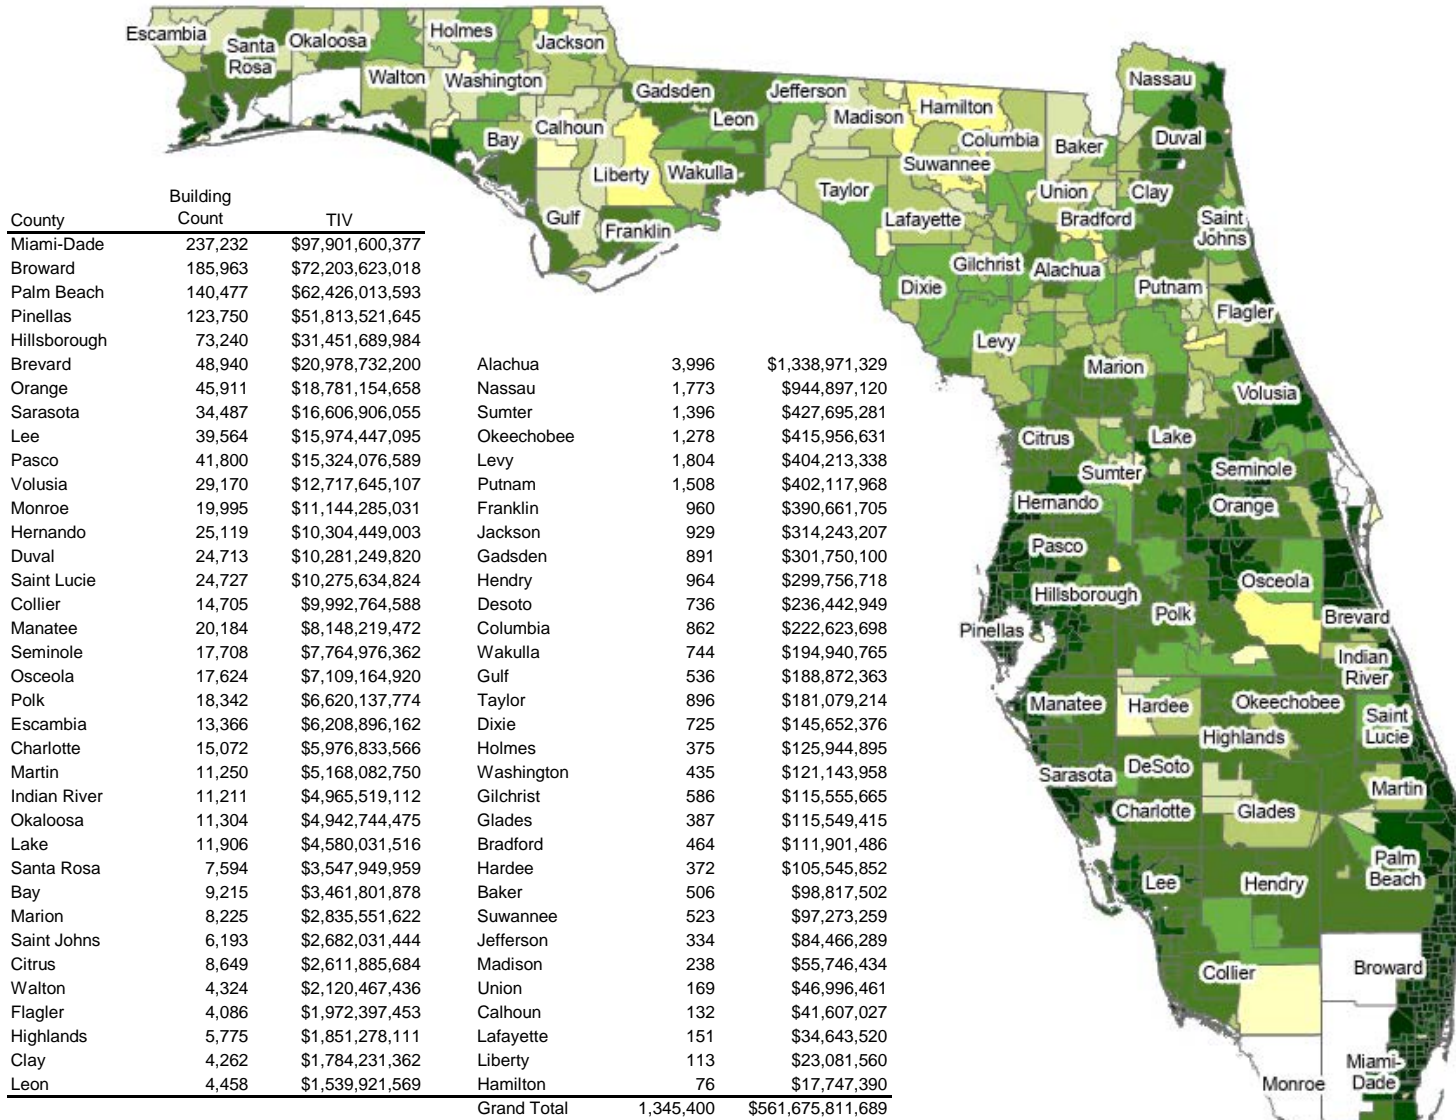 Building
County Count TIV
Miami-Dade 237,232 $97,901,600,377
Broward 185,963 $72,203,623,018
Palm Beach 140,477 $62,426,013,593
Pinellas 123,750 $51,813,521,645
Hillsborough 73,240 $31,451,689,984
Brevard 48,940 $20,978,732,200
Orange 45,911 $18,781,154,658
Sarasota 34,487 $16,606,906,055
Lee 39,564 $15,974,447,095
Pasco 41,800 $15,324,076,589
Volusia 29,170 $12,717,645,107
Monroe 19,995 $11,144,285,031
Hernando 25,119 $10,304,449,003
Duval 24,713 $10,281,249,820
Saint Lucie 24,727 $10,275,634,824
Collier 14,705 $9,992,764,588
Manatee 20,184 $8,148,219,472
Seminole 17,708 $7,764,976,362
Osceola 17,624 $7,109,164,920
Polk 18,342 $6,620,137,774
Escambia 13,366 $6,208,896,162
Charlotte 15,072 $5,976,833,566
Martin 11,250 $5,168,082,750
Indian River 11,211 $4,965,519,112
Okaloosa 11,304 $4,942,744,475
Lake 11,906 $4,580,031,516
Santa Rosa 7,594 $3,547,949,959
Bay 9,215 $3,461,801,878
Marion 8,225 $2,835,551,622
Saint Johns 6,193 $2,682,031,444
Citrus 8,649 $2,611,885,684
Walton 4,324 $2,120,467,436
Flagler 4,086 $1,972,397,453
Highlands 5,775 $1,851,278,111
Clay 4,262 $1,784,231,362
Leon 4,458 $1,539,921,569
Alachua 3,996 $1,338,971,329
Nassau 1,773 $944,897,120
Sumter 1,396 $427,695,281
Okeechobee 1,278 $415,956,631
Levy 1,804 $404,213,338
Putnam 1,508 $402,117,968
Franklin 960 $390,661,705
Jackson 929 $314,243,207
Gadsden 891 $301,750,100
Hendry 964 $299,756,718
Desoto 736 $236,442,949
Columbia 862 $222,623,698
Wakulla 744 $194,940,765
Gulf 536 $188,872,363
Taylor 896 $181,079,214
Dixie 725 $145,652,376
Holmes 375 $125,944,895
Washington 435 $121,143,958
Gilchrist 586 $115,555,665
Glades 387 $115,549,415
Bradford 464 $111,901,486
Hardee 372 $105,545,852
Baker 506 $98,817,502
Suwannee 523 $97,273,259
Jefferson 334 $84,466,289
Madison 238 $55,746,434
Union 169 $46,996,461
Calhoun 132 $41,607,027
Lafayette 151 $34,643,520
Liberty 113 $23,081,560
Hamilton 76 $17,747,390
Grand Total 1,345,400 $561,675,811,689
Escambia
Santa
Rosa
Okaloosa
Holmes
Jackson
Walton
Washington
Gadsden
Jefferson
Hamilton
Nassau
Bay
Calhoun
Leon
Madison
Columbia
Baker
Duval
Liberty
Wakulla
Suwannee
Taylor
Union
Clay
Gulf
Franklin
Lafayette
Bradford
Saint
Johns
Gilchrist
Alachua
Dixie
Putnam
Flagler
Levy
Marion
Volusia
Citrus
Lake
Sumter
Seminole
Hernando
Orange
Pasco
Osceola
Hillsborough
Polk
Brevard
Pinellas
Indian
River
Manatee
Hardee
Okeechobee
Saint
Lucie
Highlands
Sarasota
DeSoto
Martin
Charlotte
Glades
Palm
Beach
Lee
Hendry
Collier
Broward
Miami-
Dade
Monroe